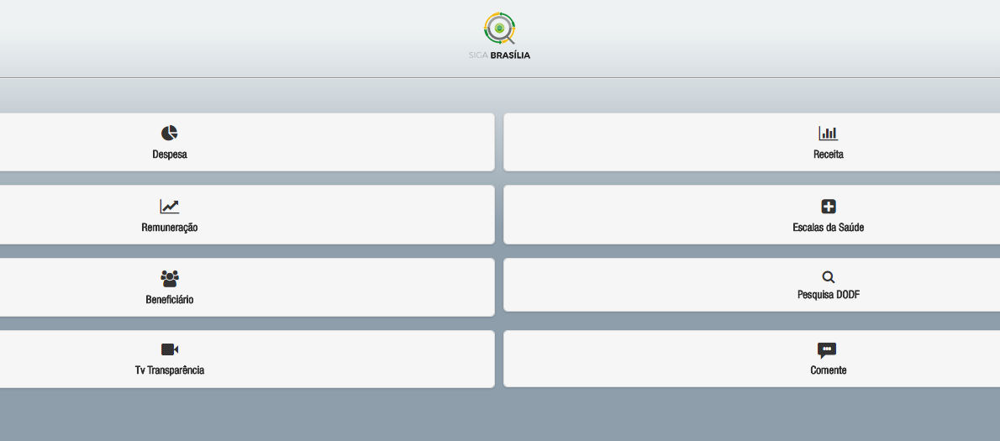 SIGA BRASÍLIA
Despesa
Receita
Remuneração
Escalas da Saúde
Beneficiário
Pesquisa DODF
Tv Transparência
Comente